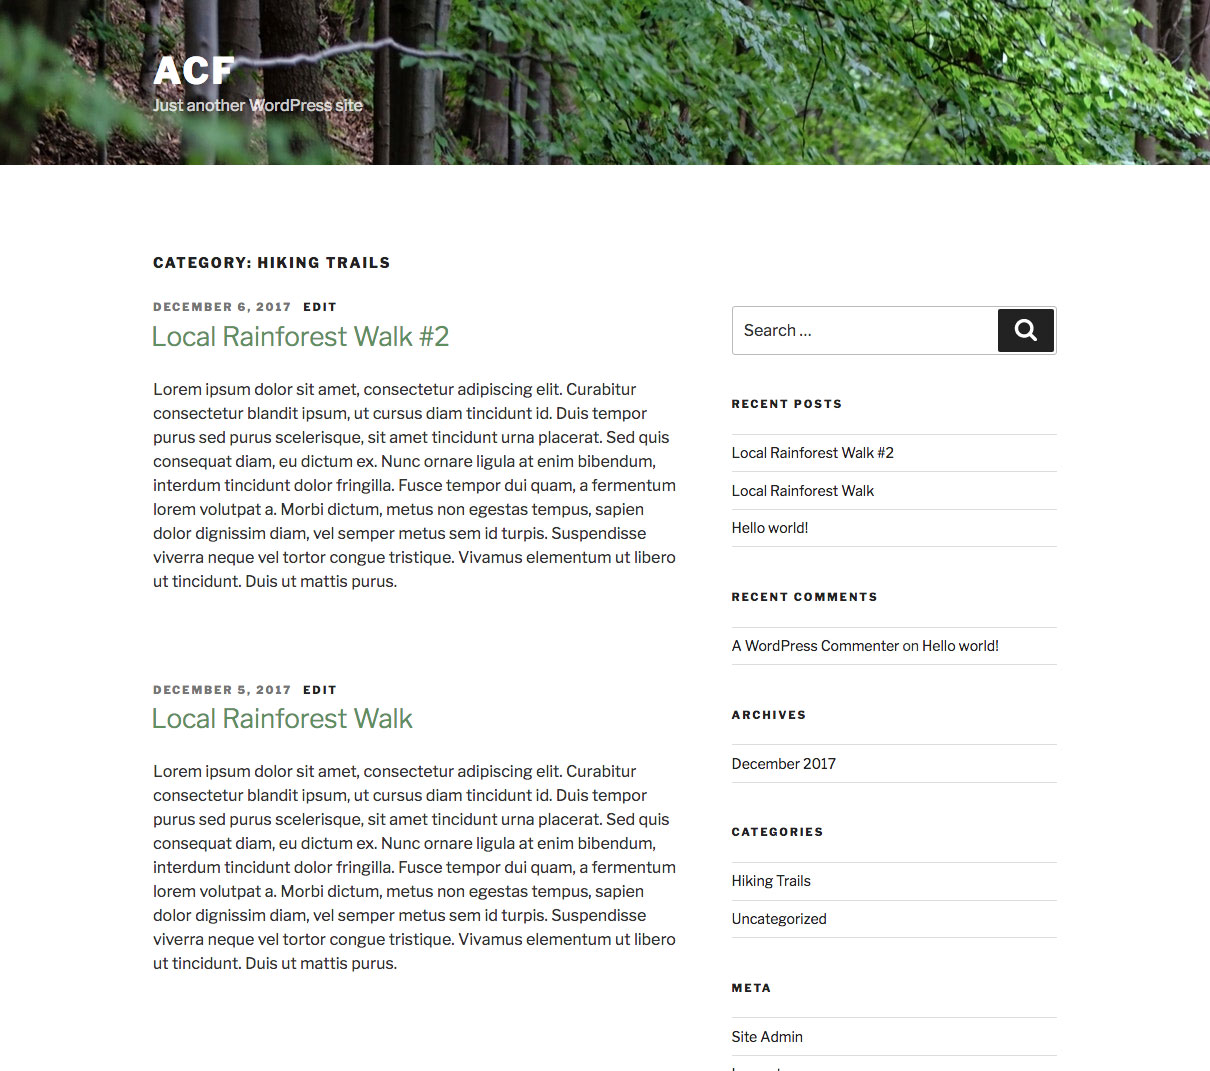 ACF
Just another WordPress site
CATEGORY: HIKING TRAILS
DECEMBER 6, 2017 EDIT
Local Rainforest Walk #2
Lorem ipsum dolor sit amet, consectetur adipiscing elit. Curabitur
consectetur blandit ipsum, ut cursus diam tincidunt id. Duis tempor
purus sed purus scelerisque, sit amet tincidunt urna placerat. Sed quis
consequat diam, eu dictum ex. Nunc ornare ligula at enim bibendum,
interdum tincidunt dolor fringilla. Fusce tempor dui quam, a fermentum
lorem volutpat a. Morbi dictum, metus non egestas tempus, sapien
dolor dignissim diam, vel semper metus sem id turpis. Suspendisse
viverra neque vel tortor congue tristique. Vivamus elementum ut libero
ut tincidunt. Duis ut mattis purus.
DECEMBER 5, 2017 EDIT
Local Rainforest Walk
Lorem ipsum dolor sit amet, consectetur adipiscing elit. Curabitur
consectetur blandit ipsum, ut cursus diam tincidunt id. Duis tempor
purus sed purus scelerisque, sit amet tincidunt urna placerat. Sed quis
consequat diam, eu dictum ex. Nunc ornare ligula at enim bibendum,
interdum tincidunt dolor fringilla. Fusce tempor dui quam, a fermentum
lorem volutpat a. Morbi dictum, metus non egestas tempus, sapien
dolor dignissim diam, vel semper metus sem id turpis. Suspendisse
viverra neque vel tortor congue tristique. Vivamus elementum ut libero
ut tincidunt. Duis ut mattis purus.
Search ...
RECENT POSTS
Local Rainforest Walk #2
Local Rainforest Walk
Hello world!
RECENT COMMENTS
A WordPress Commenter on Hello world!
ARCHIVES
December 2017
CATEGORIES
Hiking Trails
Uncategorized
META
Site Admin